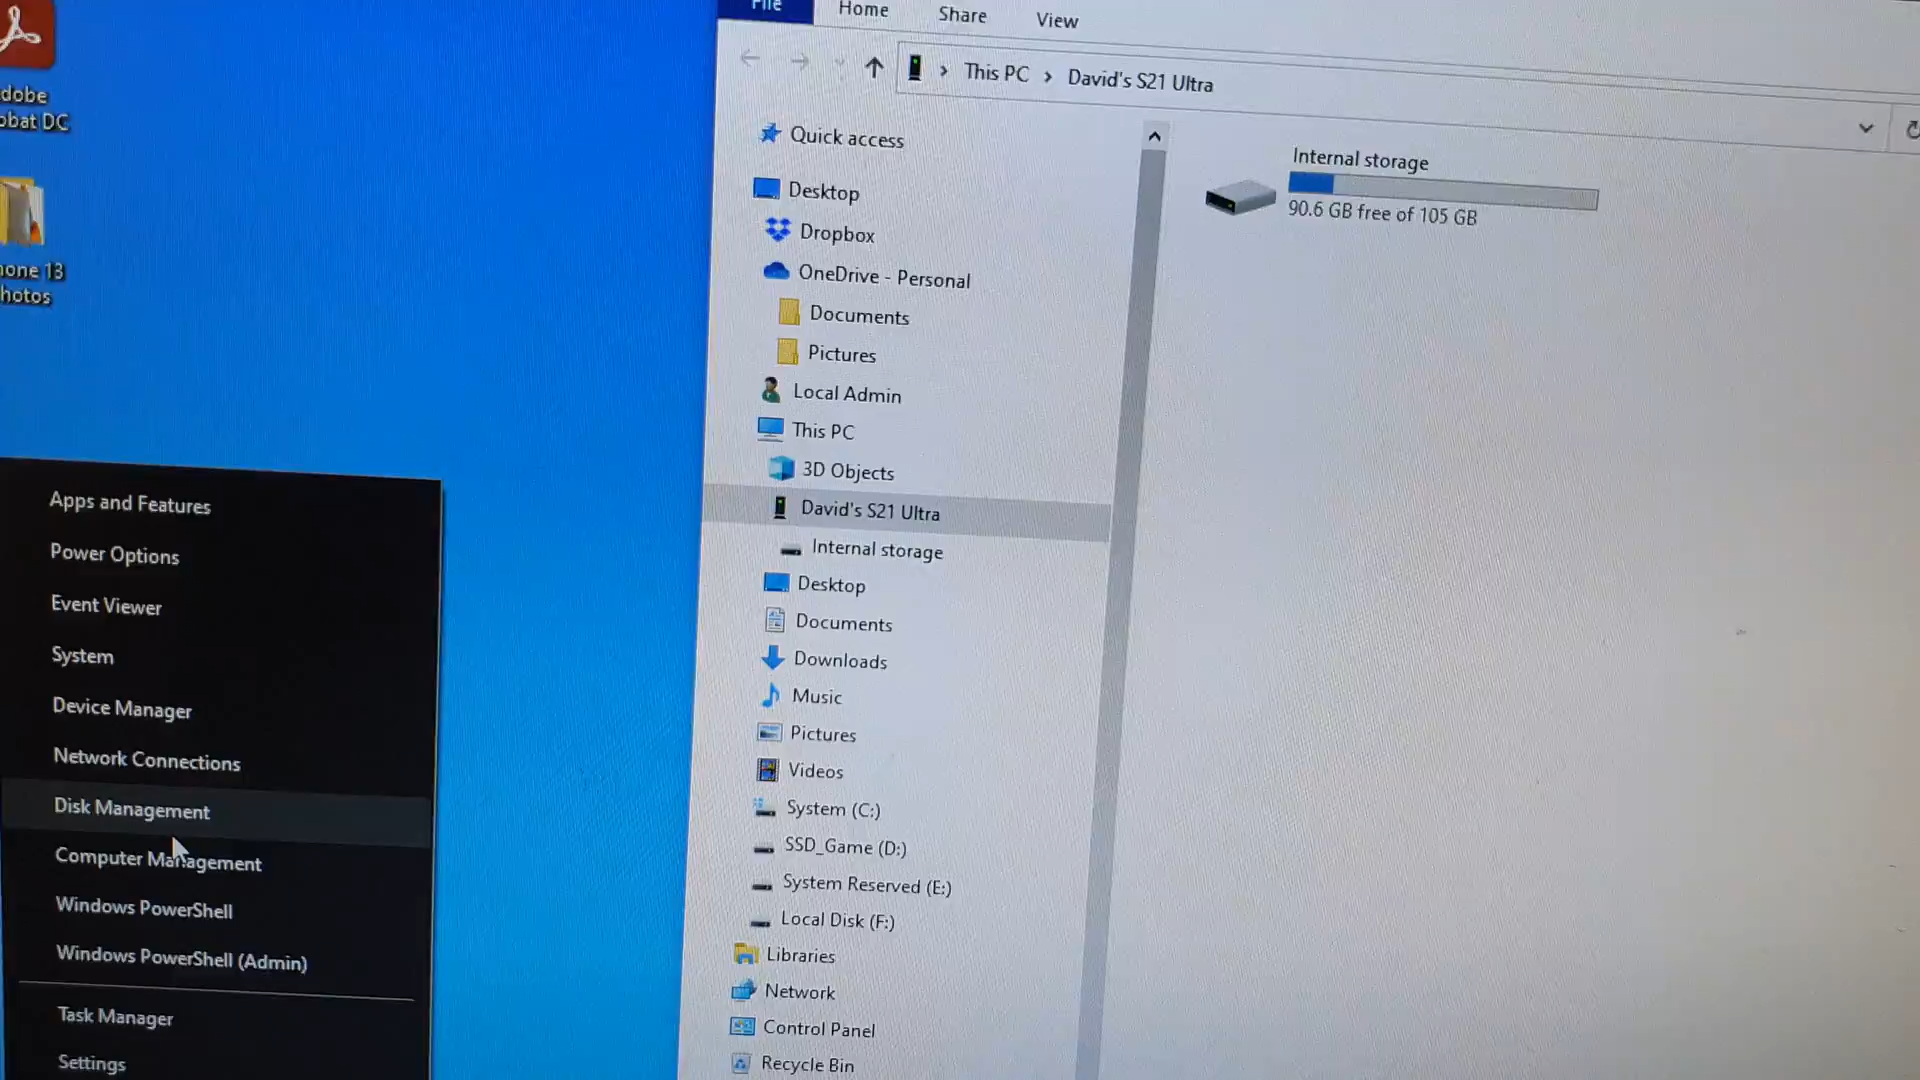 dobe
obat DC
hone 13
hotos
Apps and Features
Power Options
Event Viewer
System
Device Manager
Network Connections
Disk Management
Computer Management
Windows PowerShell
Windows PowerShell (Admin)
Task Manager
Settings
File
Home
Share
View
This PC
David's S21 Ultra
Quick access
Desktop
Dropbox
OneDrive - Personal
Documents
Pictures
Local Admin
This PC
3D Objects
David's S21 Ultra
Internal storage
Desktop
Documents
Downloads
Music
Pictures
Videos
System (C:)
SSD_Game (D:)
System Reserved (E:)
Local Disk (F:)
Libraries
Network
Control Panel
Recycle Bin
Internal storage
90.6 GB free of 105 GB